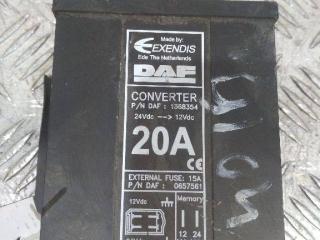 Made by:
EXENDIS
Ede The Netherlands
DAF
CONVERTER
P/N DAF : 1368354
24Vdc --> 12Vdc
20A
CE
EXTERNAL FUSE: 15A
P/N DAF : 0657561
12Vdc
Memory
12 24